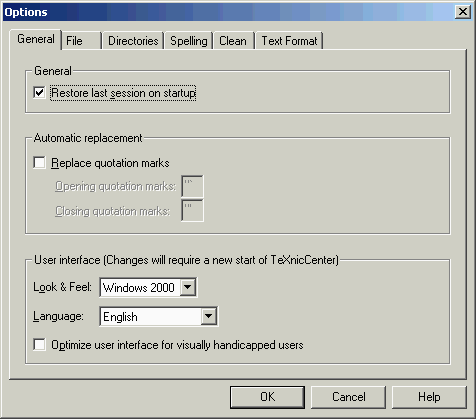 Options
General File Directories Spelling Clean Text Format
General
Restore last session on startup
Automatic replacement
Replace quotation marks
Opening quotation marks:
Closing quotation marks:
User interface (Changes will require a new start of TeXnicCenter)
Look & Feel: Windows 2000
Language: English
Optimize user interface for visually handicapped users
OK Cancel Help